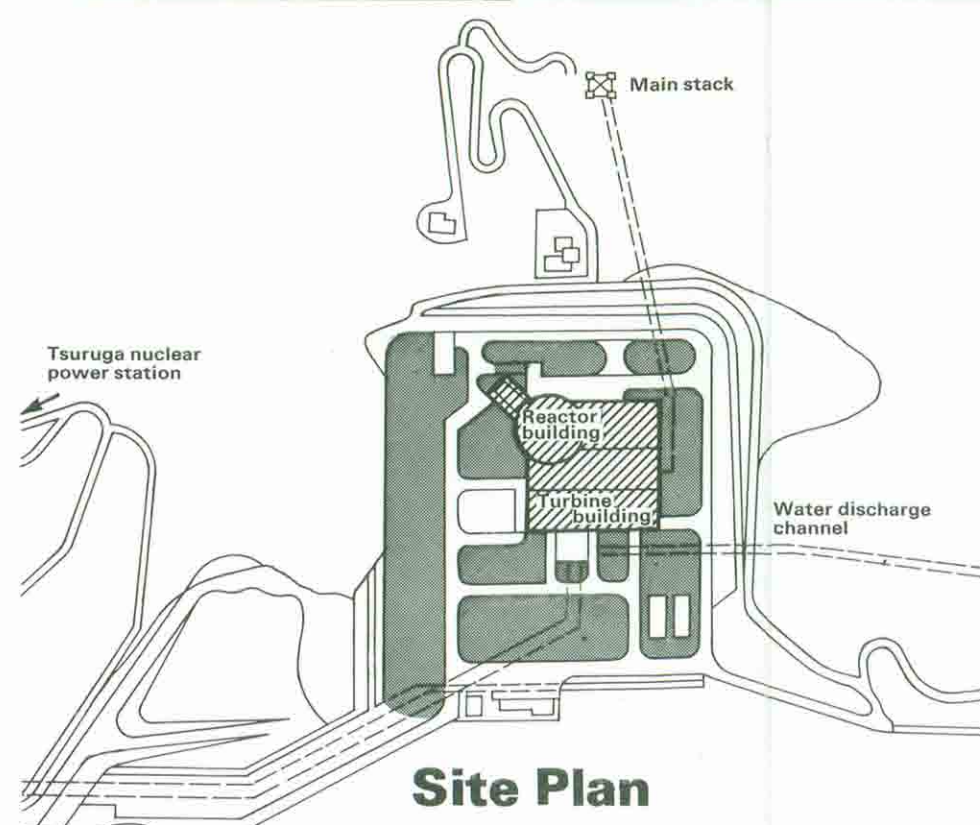 Main stack
Tsuruga nuclear
power station
Reactor
building
Turbine
building
Water discharge
channel
Site Plan